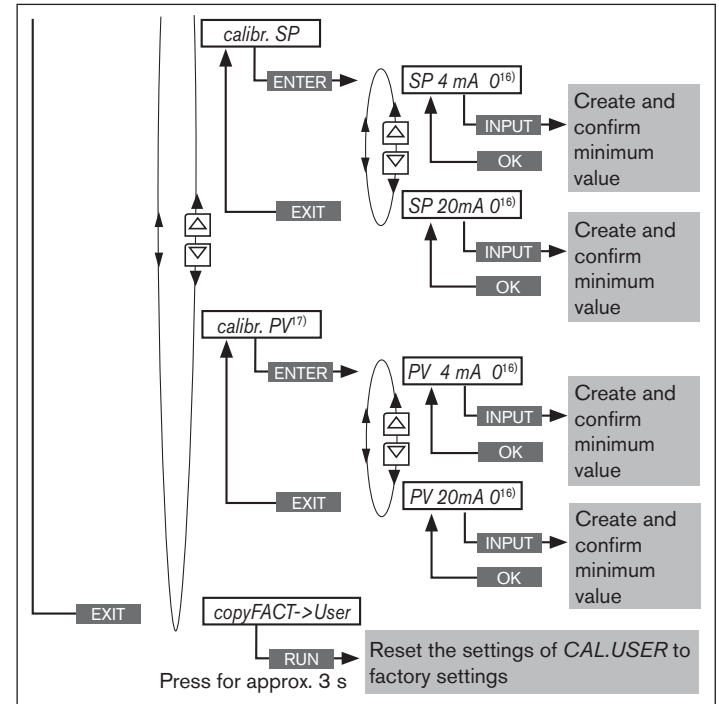 calibr. SP
ENTER
SP 4 mA 0¹⁶⁾
INPUT
OK
Create and
confirm
minimum
value
SP 20mA 0¹⁶⁾
INPUT
OK
Create and
confirm
minimum
value
EXIT
calibr. PV¹⁷⁾
ENTER
PV 4 mA 0¹⁶⁾
INPUT
OK
Create and
confirm
minimum
value
PV 20mA 0¹⁶⁾
INPUT
OK
Create and
confirm
minimum
value
EXIT
EXIT
copyFACT->User
RUN
Press for approx. 3 s
Reset the settings of CAL.USER to
factory settings